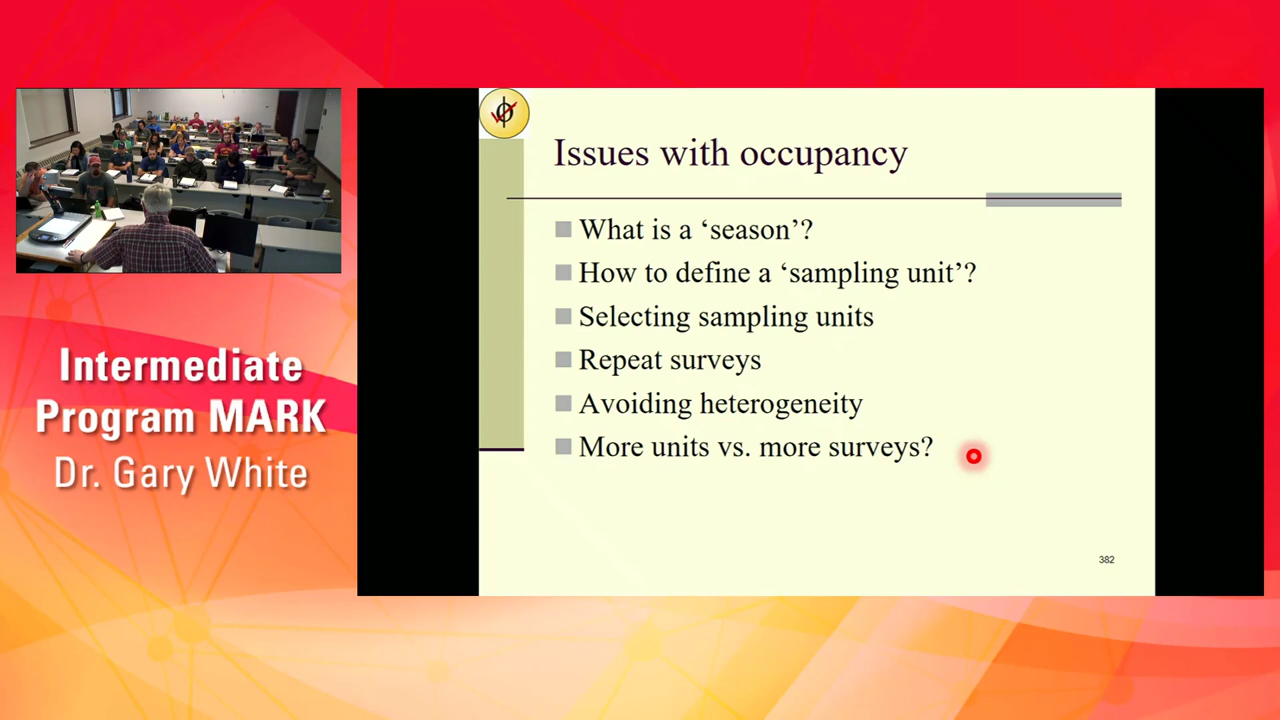 Issues with occupancy
What is a ‘season’?
How to define a ‘sampling unit’?
Selecting sampling units
Repeat surveys
Avoiding heterogeneity
More units vs. more surveys?
382
Intermediate
Program MARK
Dr. Gary White